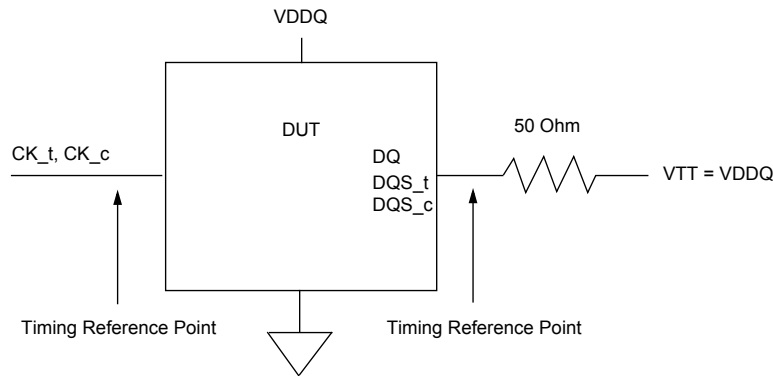 VDDQ
50 Ohm
DUT
CK_t, CK_c
DQ
DQS_t
DQS_c
VTT = VDDQ
Timing Reference Point
Timing Reference Point